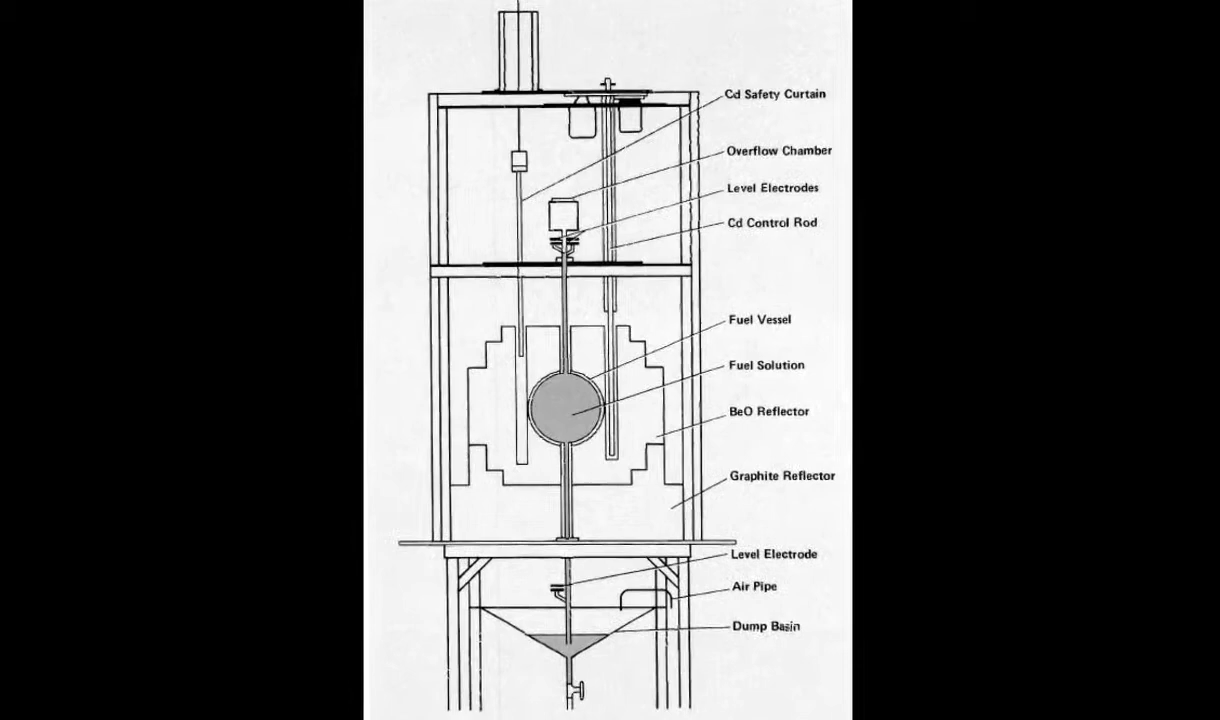 Cd Safety Curtain
Overflow Chamber
Level Electrodes
Cd Control Rod
Fuel Vessel
Fuel Solution
BeO Reflector
Graphite Reflector
Level Electrode
Air Pipe
Dump Basin